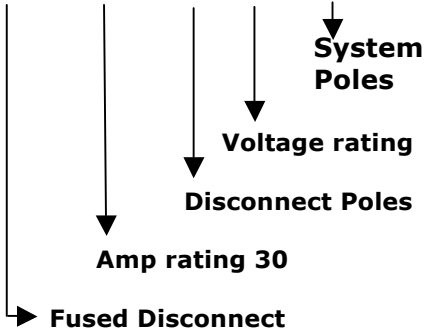 System
Poles
Voltage rating
Disconnect Poles
Amp rating 30
Fused Disconnect